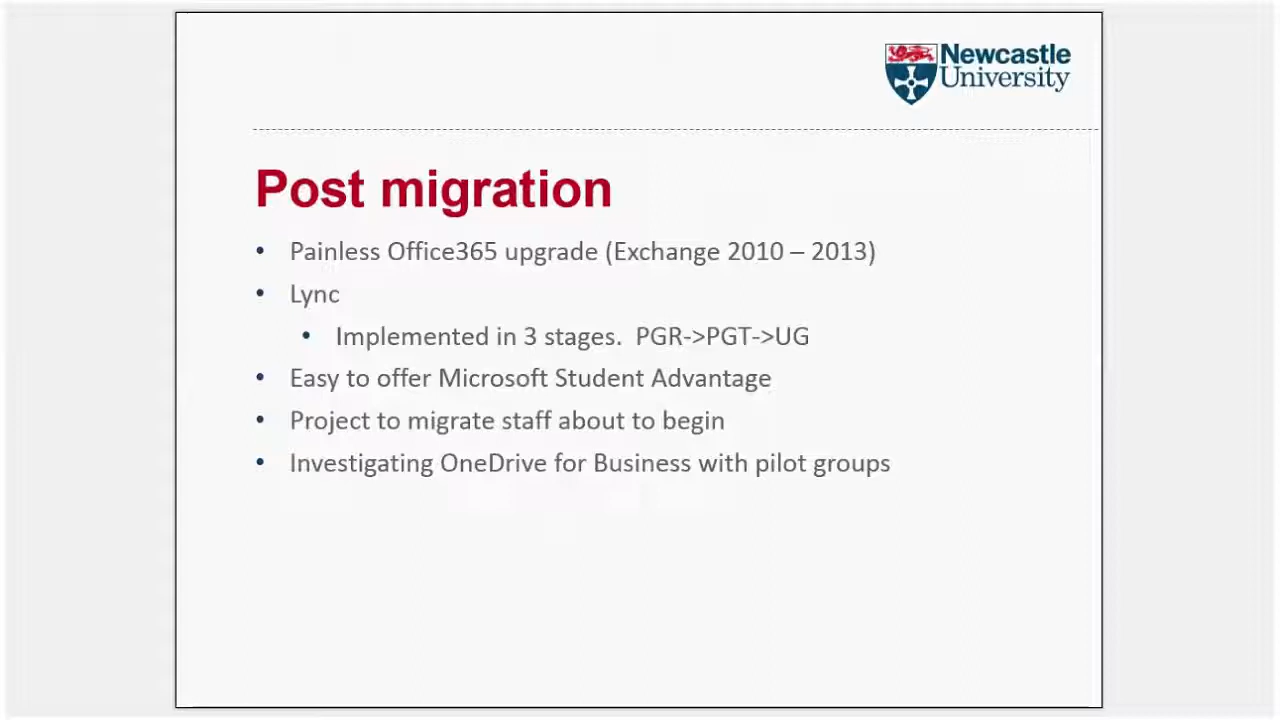 Newcastle
University
Post migration
• Painless Office365 upgrade (Exchange 2010 – 2013)
• Lync
• Implemented in 3 stages.  PGR->PGT->UG
• Easy to offer Microsoft Student Advantage
• Project to migrate staff about to begin
• Investigating OneDrive for Business with pilot groups